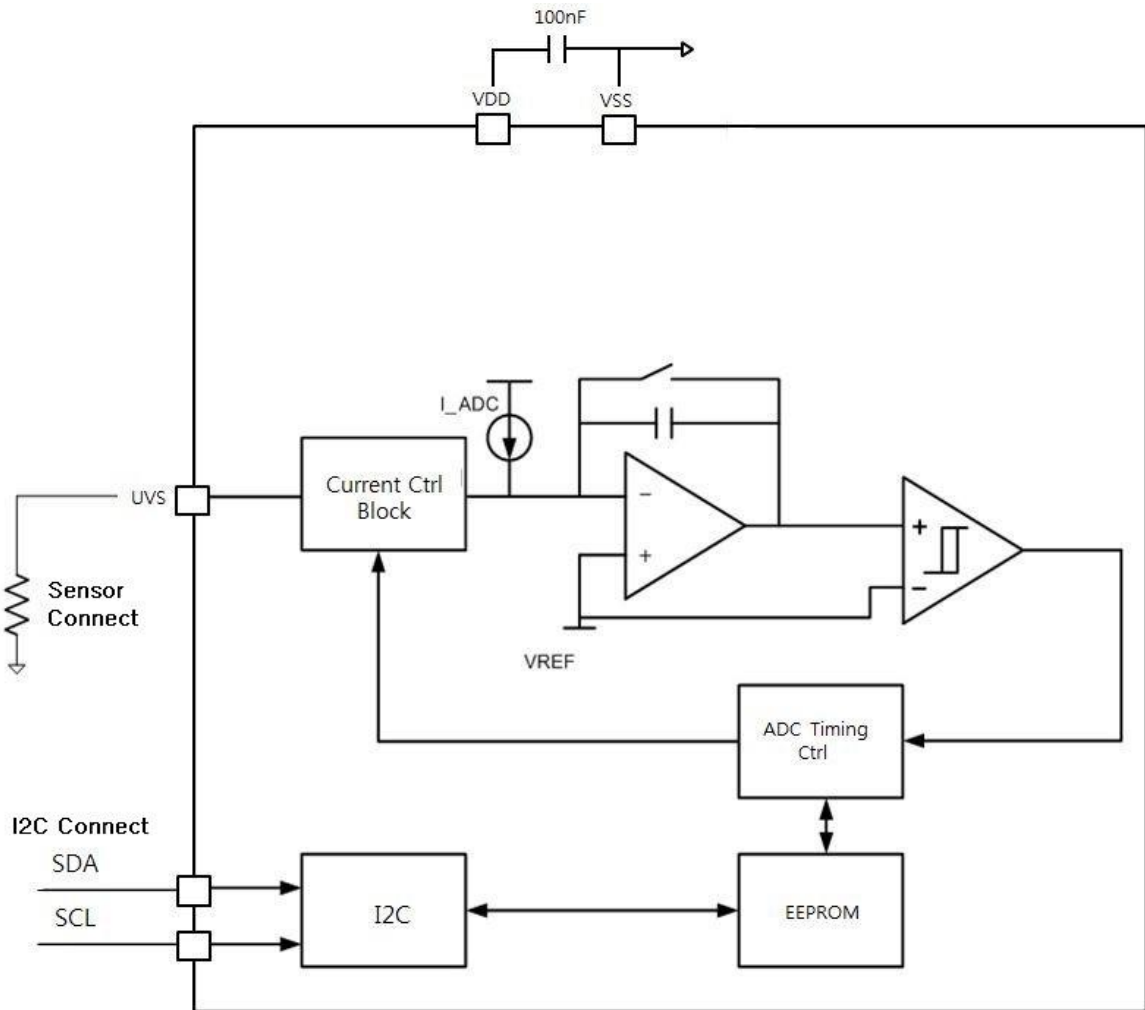 100nF
VDD
VSS
I_ADC
Current Ctrl
Block
UVS
−
+
+
−
Sensor
Connect
VREF
ADC Timing
Ctrl
I2C Connect
SDA
SCL
I2C
EEPROM